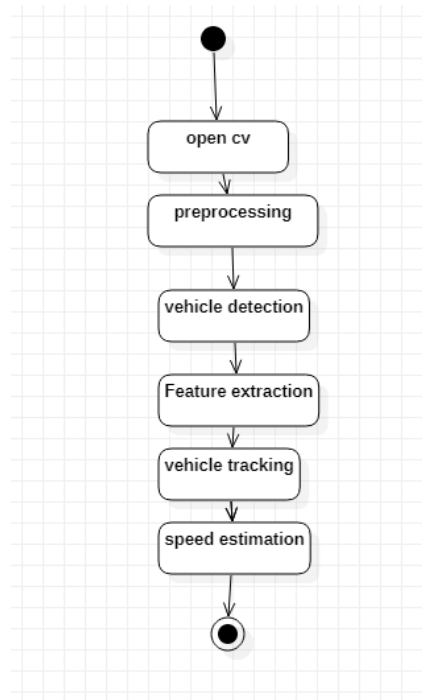 open cv
preprocessing
vehicle detection
Feature extraction
vehicle tracking
speed estimation